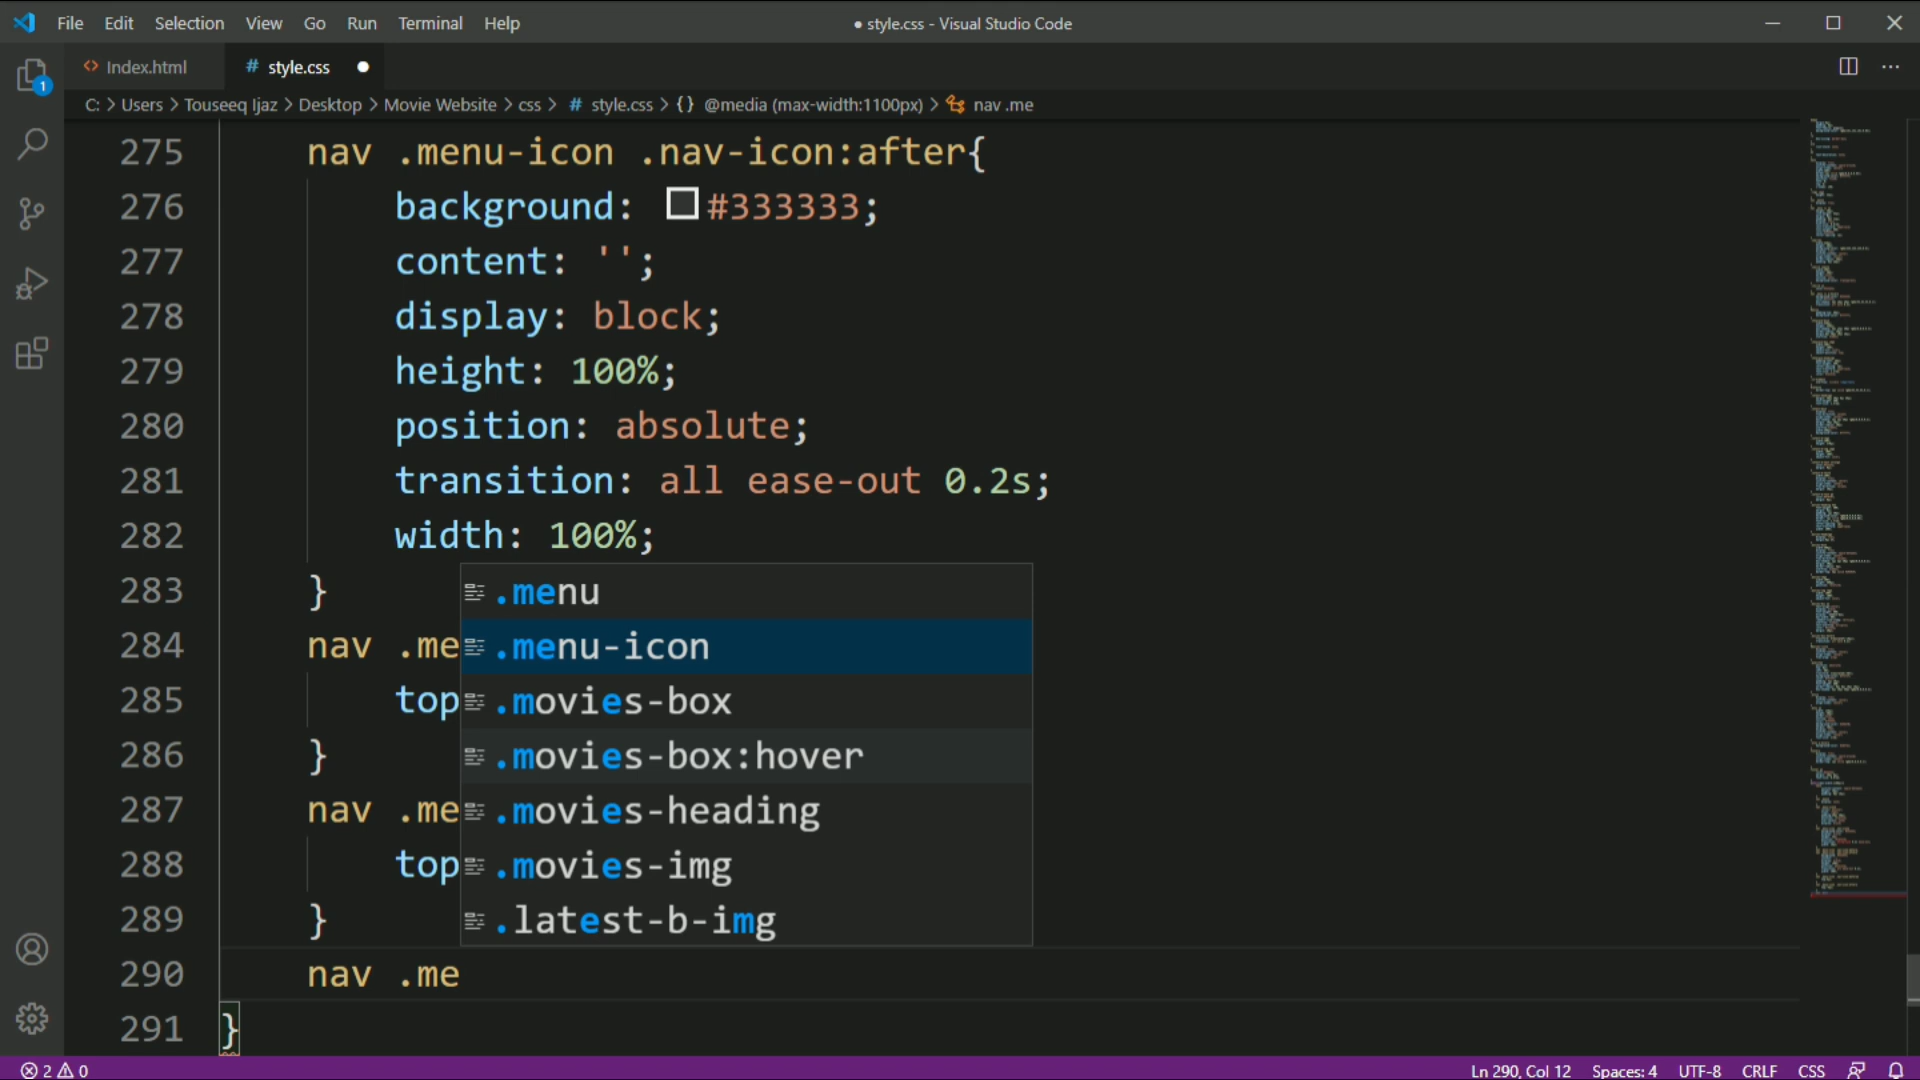 File Edit Selection View Go Run Terminal Help
● style.css - Visual Studio Code
Index.html
# style.css ●
C: > Users > Touseeq Ijaz > Desktop > Movie Website > css > # style.css > {} @media (max-width:1100px) > nav .me
1
275 nav .menu-icon .nav-icon:after{
276 background: #333333;
277 content: '';
278 display: block;
279 height: 100%;
280 position: absolute;
281 transition: all ease-out 0.2s;
282 width: 100%;
283 }
.menu
284 nav .me
.menu-icon
285 top
.movies-box
286 }
.movies-box:hover
287 nav .me
.movies-heading
288 top
.movies-img
289 }
.latest-b-img
290 nav .me
291 }
2 0
Ln 290, Col 12 Spaces: 4 UTF-8 CRLF CSS